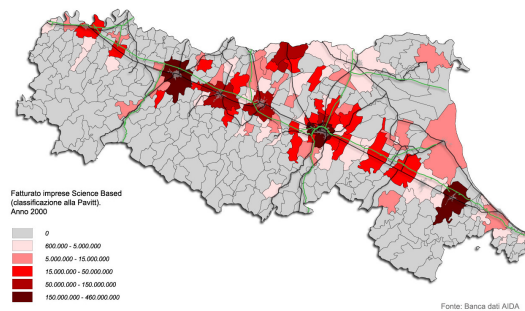 Fatturato imprese Science Based
(classificazione alla Pavitt).
Anno 2000
0
600.000 - 5.000.000
5.000.000 - 15.000.000
15.000.000 - 50.000.000
50.000.000 - 150.000.000
150.000.000 - 460.000.000
Fonte: Banca dati AIDA